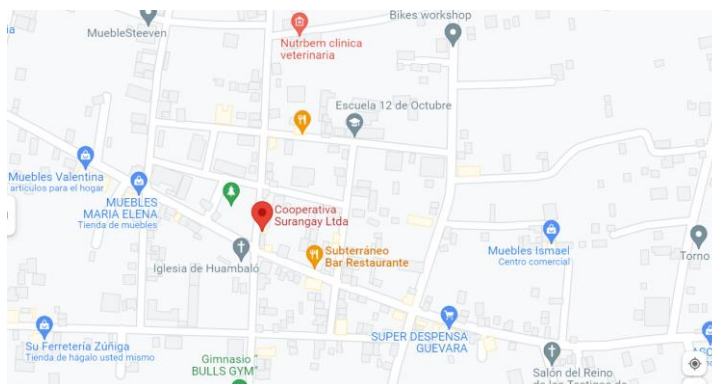 MuebleSteeven
Bikes workshop
Nutrbem clinica
veterinaria
Escuela 12 de Octubre
Muebles Valentina
artículos para el hogar
MUEBLES
MARIA ELENA
Tienda de muebles
Cooperativa
Surangay Ltda
Iglesia de Huambaló
Subterráneo
Bar Restaurante
Muebles Ismael
Centro comercial
Torno
Su Ferretería Zúñiga
Tienda de hágalo usted mismo
SUPER DESPENSA
GUEVARA
Gimnasio "
BULLS GYM"
Salón del Reino